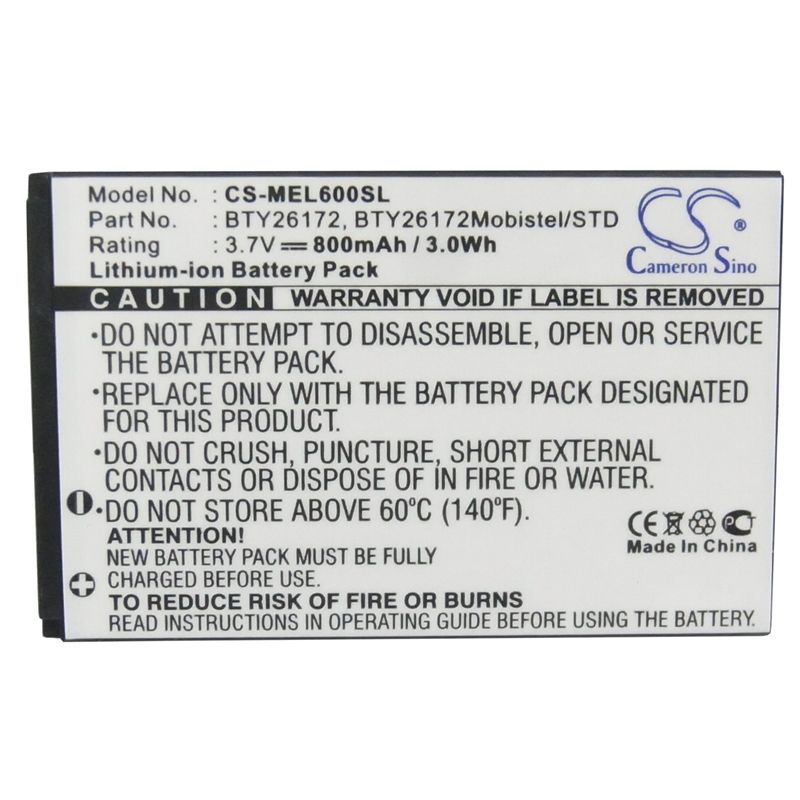 Model No. : CS-MEL600SL
Part No. : BTY26172, BTY26172Mobistel/STD
Rating : 3.7V 800mAh / 3.0Wh
Lithium-ion Battery Pack
CS
®
Cameron Sino
CAUTION WARRANTY VOID IF LABEL IS REMOVED
•DO NOT ATTEMPT TO DISASSEMBLE, OPEN OR SERVICE
THE BATTERY PACK.
•REPLACE ONLY WITH THE BATTERY PACK DESIGNATED
FOR THIS PRODUCT.
•DO NOT CRUSH, PUNCTURE, SHORT EXTERNAL
CONTACTS OR DISPOSE OF IN FIRE OR WATER.
•DO NOT STORE ABOVE 60°C (140°F).
ATTENTION!
NEW BATTERY PACK MUST BE FULLY
CHARGED BEFORE USE.
TO REDUCE RISK OF FIRE OR BURNS
READ INSTRUCTIONS BEFORE USING THE BATTERY.
CE
Made In China